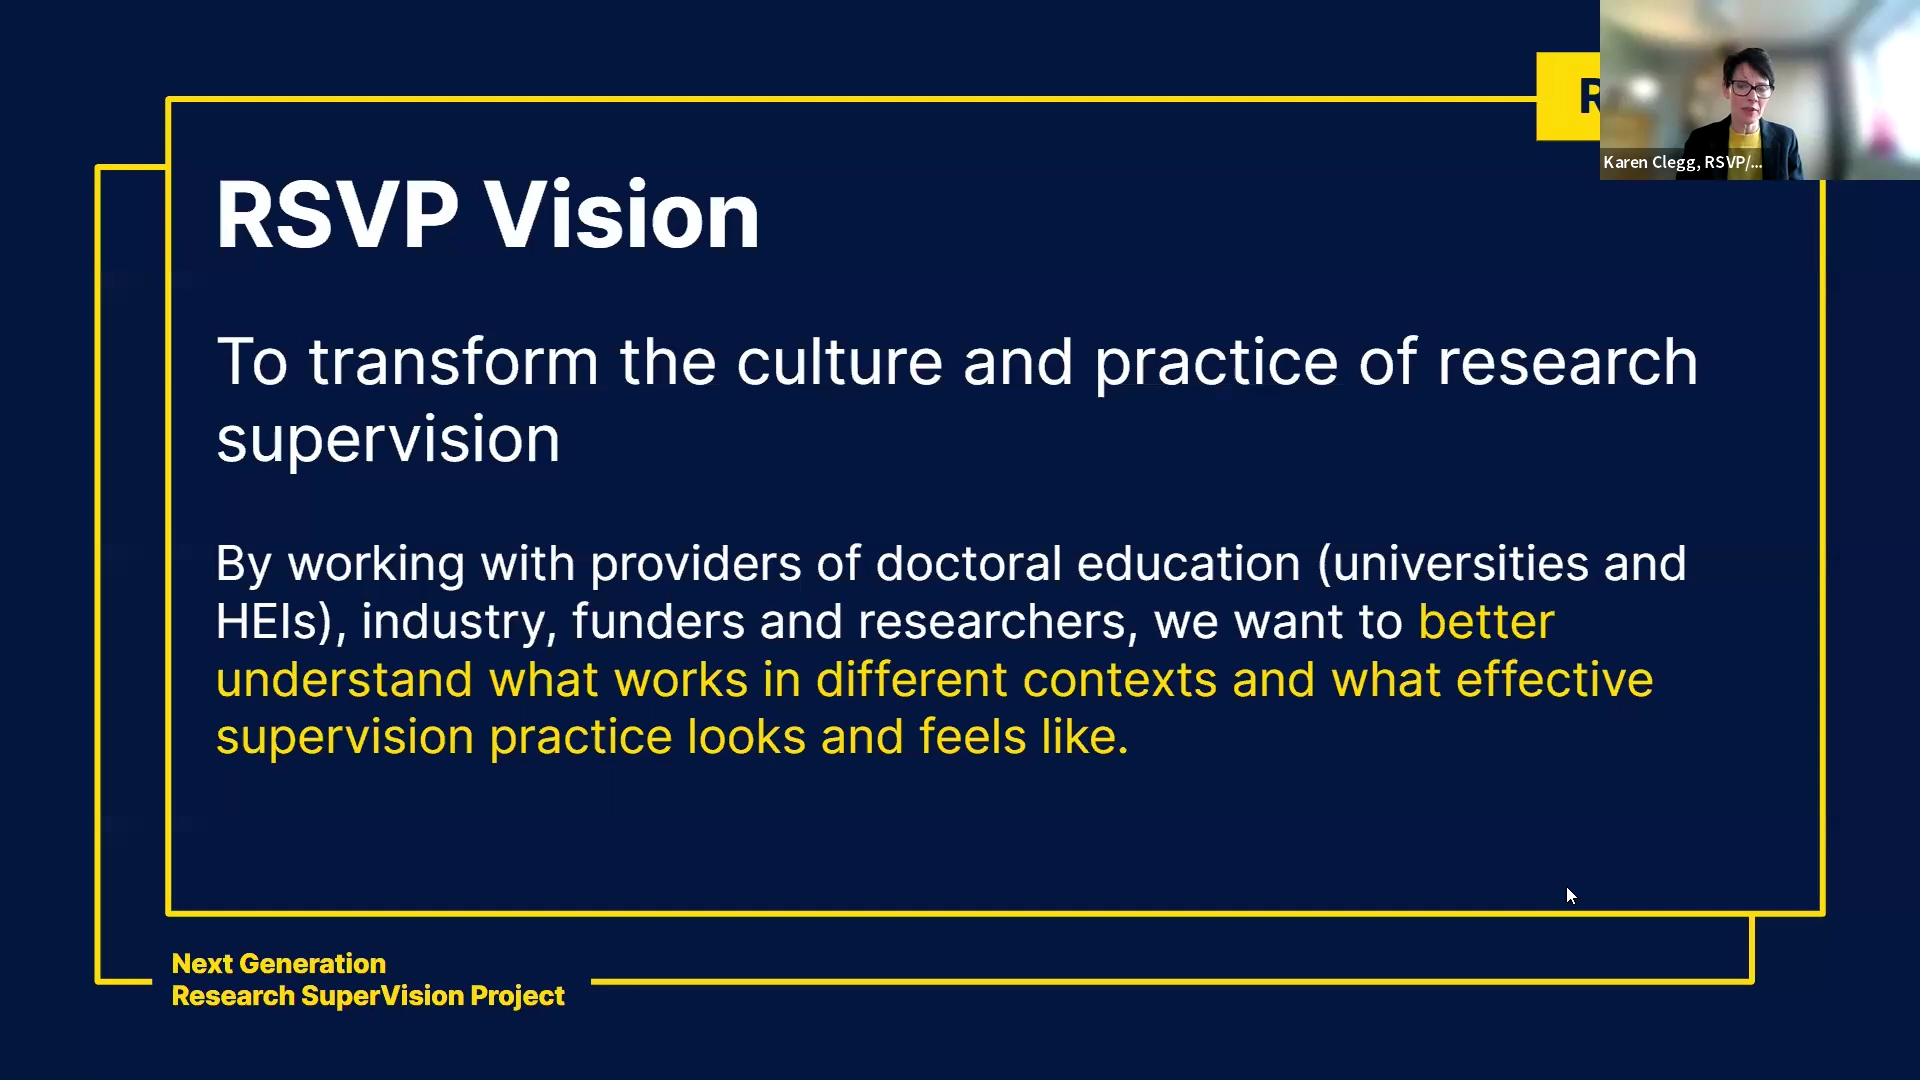 Karen Clegg, RSVP/...
RSVP Vision
To transform the culture and practice of research
supervision
By working with providers of doctoral education (universities and
HEIs), industry, funders and researchers, we want to better
understand what works in different contexts and what effective
supervision practice looks and feels like.
Next Generation
Research SuperVision Project